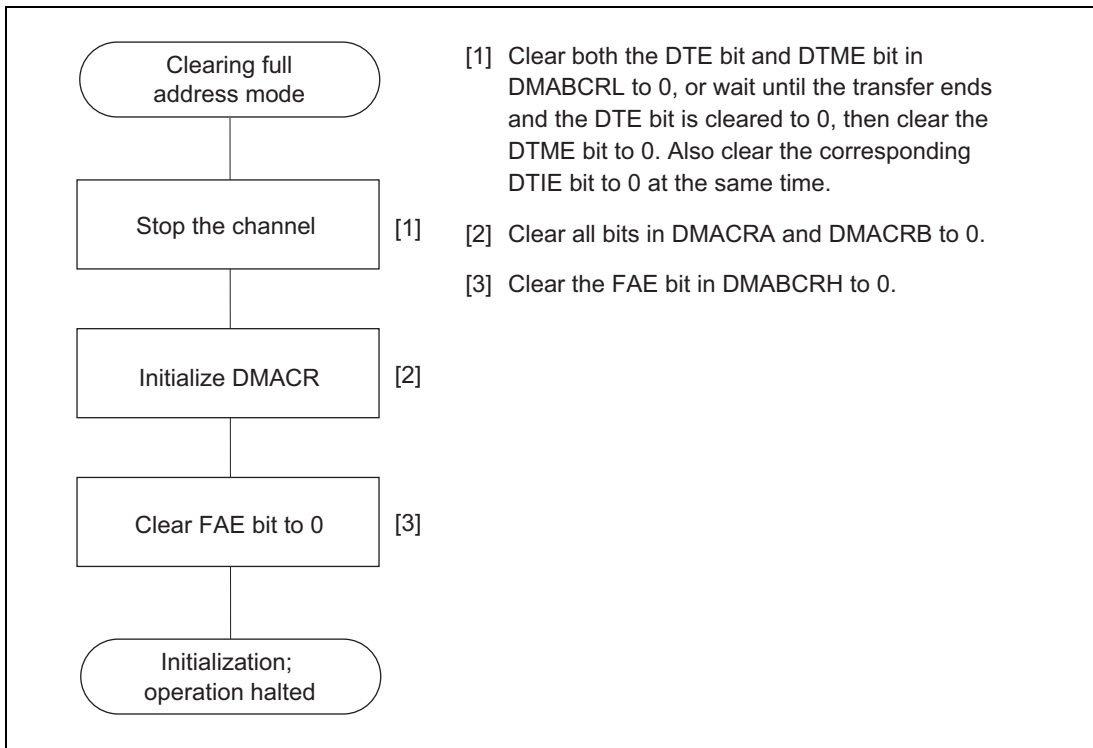 Clearing full
address mode
Stop the channel
[1]
Initialize DMACR
[2]
Clear FAE bit to 0
[3]
Initialization;
operation halted
[1] Clear both the DTE bit and DTME bit in
DMABCRL to 0, or wait until the transfer ends
and the DTE bit is cleared to 0, then clear the
DTME bit to 0. Also clear the corresponding
DTIE bit to 0 at the same time.
[2] Clear all bits in DMACRA and DMACRB to 0.
[3] Clear the FAE bit in DMABCRH to 0.